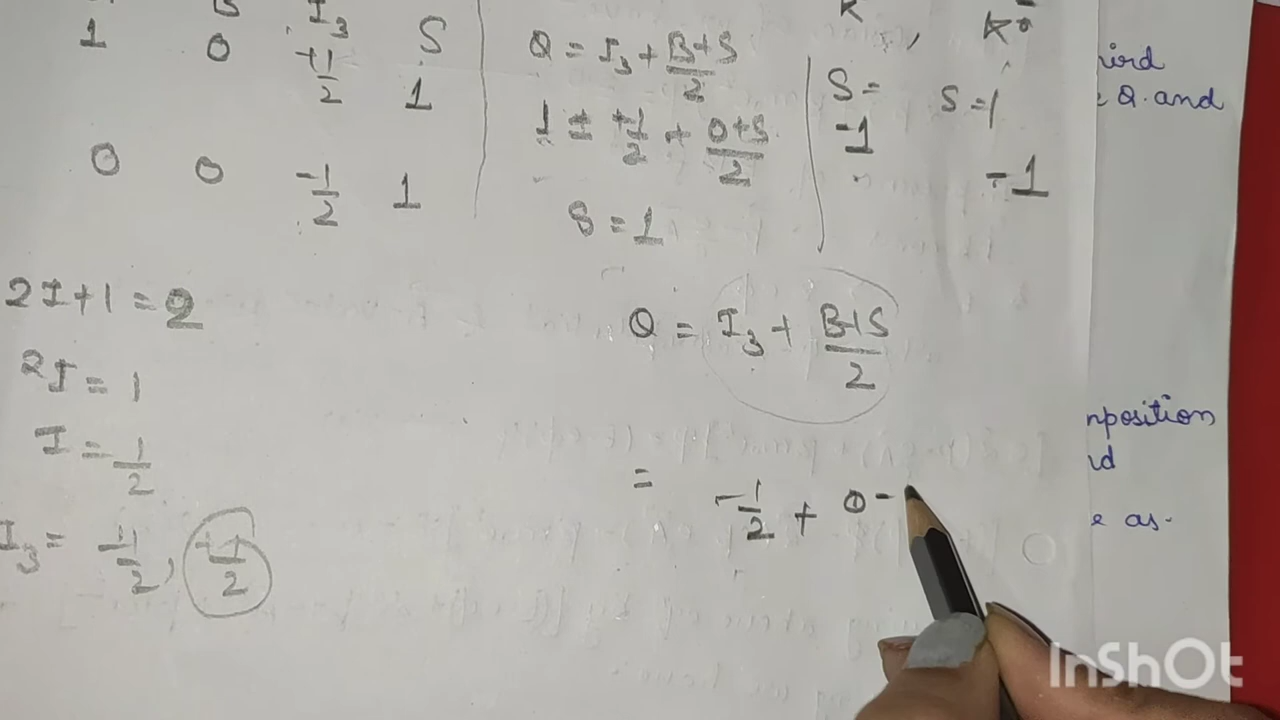 B I₃ S
1 0 +1/2 1
0 0 -1/2 1
Q = I₃ + B+S/2
1 = +1/2 + 0+S/2
S = 1
K , K⁰
S = -1
S = 1
-1
2I + 1 = 2
2I = 1
I = 1/2
I₃ = -1/2, +1/2
Q = I₃ + B+S/2
= -1/2 + 0 -
Q and
nposition
as.
InShOt